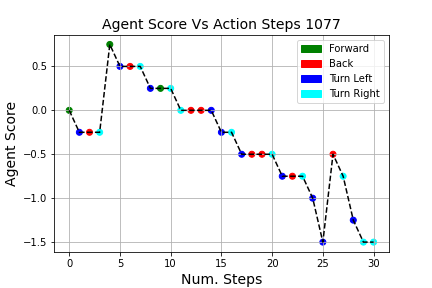 Agent Score Vs Action Steps 1077
Forward
Back
Turn Left
Turn Right
Agent Score
0.5
0.0
−0.5
−1.0
−1.5
0 5 10 15 20 25 30
Num. Steps